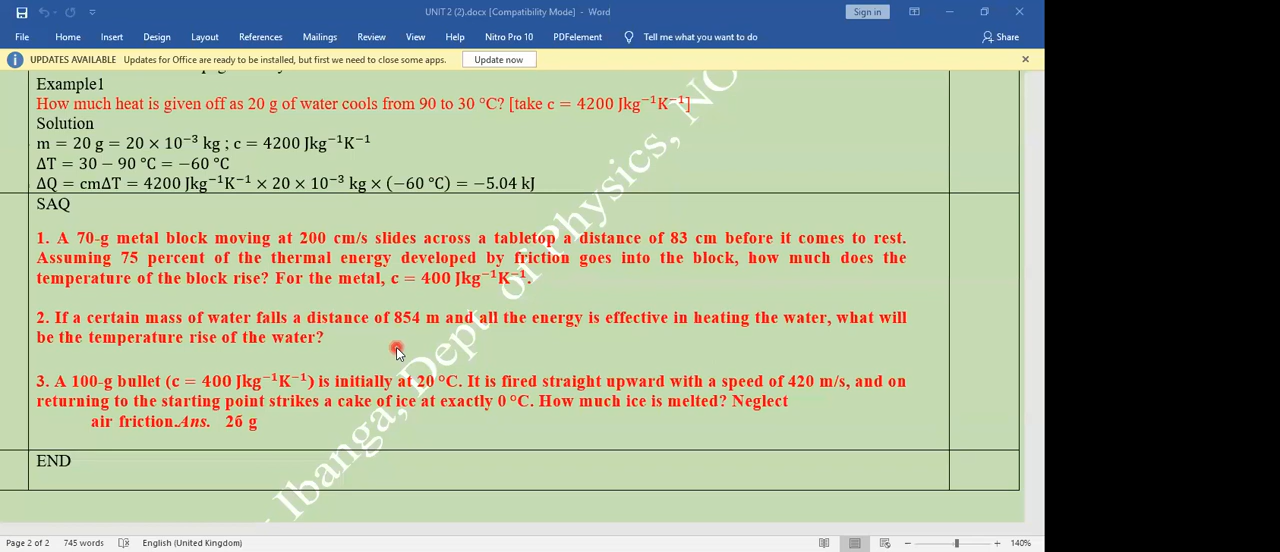 UNIT 2 (2).docx [Compatibility Mode] - Word
Sign in
File Home Insert Design Layout References Mailings Review View Help Nitro Pro 10 PDFelement Tell me what you want to do Share
UPDATES AVAILABLE Updates for Office are ready to be installed, but first we need to close some apps. Update now
Example1
How much heat is given off as 20 g of water cools from 90 to 30 °C? [take c = 4200 Jkg⁻¹K⁻¹]
Solution
m = 20 g = 20 × 10⁻³ kg ; c = 4200 Jkg⁻¹K⁻¹
ΔT = 30 − 90 °C = −60 °C
ΔQ = cmΔT = 4200 Jkg⁻¹K⁻¹ × 20 × 10⁻³ kg × (−60 °C) = −5.04 kJ
SAQ
1. A 70-g metal block moving at 200 cm/s slides across a tabletop a distance of 83 cm before it comes to rest.
Assuming 75 percent of the thermal energy developed by friction goes into the block, how much does the
temperature of the block rise? For the metal, c = 400 Jkg⁻¹K⁻¹.
2. If a certain mass of water falls a distance of 854 m and all the energy is effective in heating the water, what will
be the temperature rise of the water?
3. A 100-g bullet (c = 400 Jkg⁻¹K⁻¹) is initially at 20 °C. It is fired straight upward with a speed of 420 m/s, and on
returning to the starting point strikes a cake of ice at exactly 0 °C. How much ice is melted? Neglect
air friction.Ans. 26 g
END
Ibanga, Dept of Physics, NO
Page 2 of 2 745 words English (United Kingdom) 140%